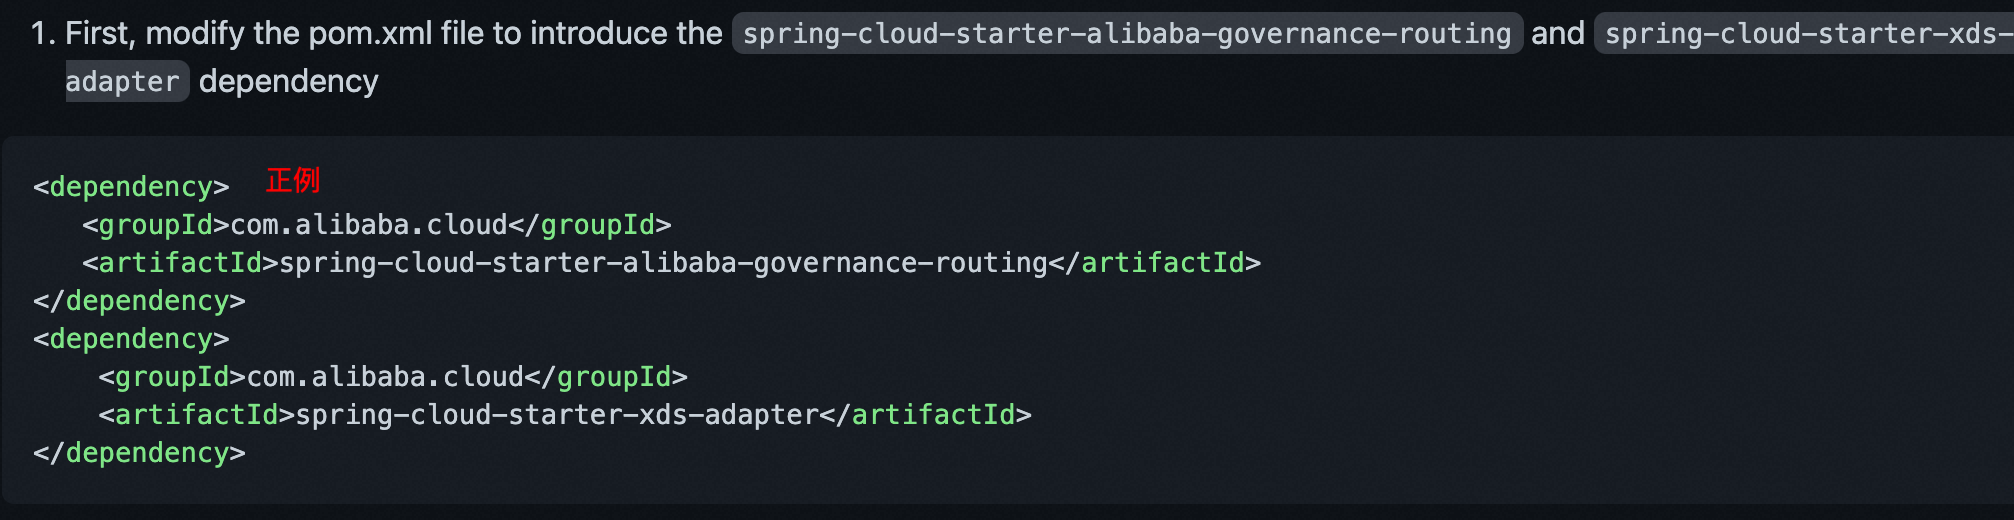 1. First, modify the pom.xml file to introduce the spring-cloud-starter-alibaba-governance-routing and spring-cloud-starter-xds-
adapter dependency
<dependency> 正例
<groupId>com.alibaba.cloud</groupId>
<artifactId>spring-cloud-starter-alibaba-governance-routing</artifactId>
</dependency>
<dependency>
<groupId>com.alibaba.cloud</groupId>
<artifactId>spring-cloud-starter-xds-adapter</artifactId>
</dependency>